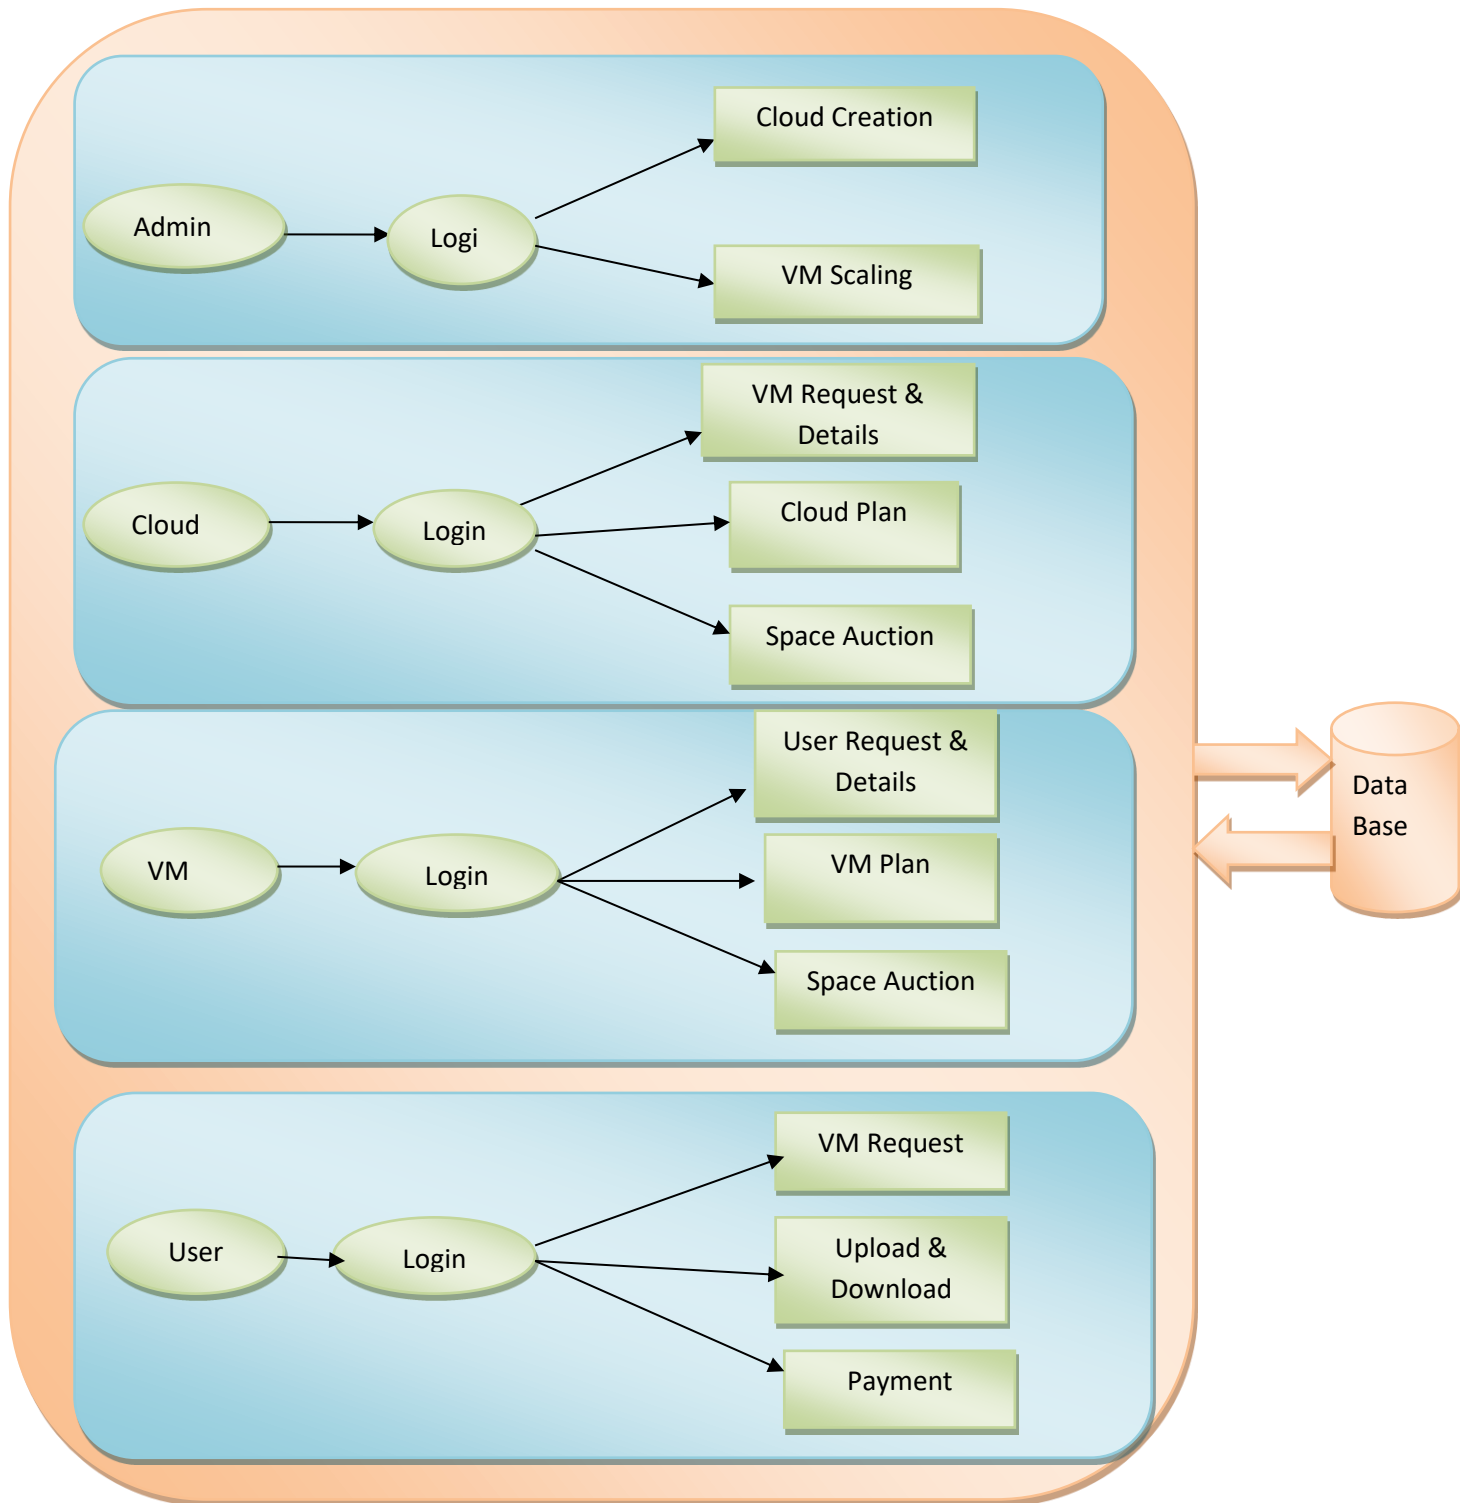 Cloud Creation
Admin
Logi
VM Scaling
VM Request &
Details
Cloud Plan
Cloud
Login
Space Auction
User Request &
Details
VM
Login
VM Plan
Space Auction
Data
Base
VM Request
User
Login
Upload &
Download
Payment